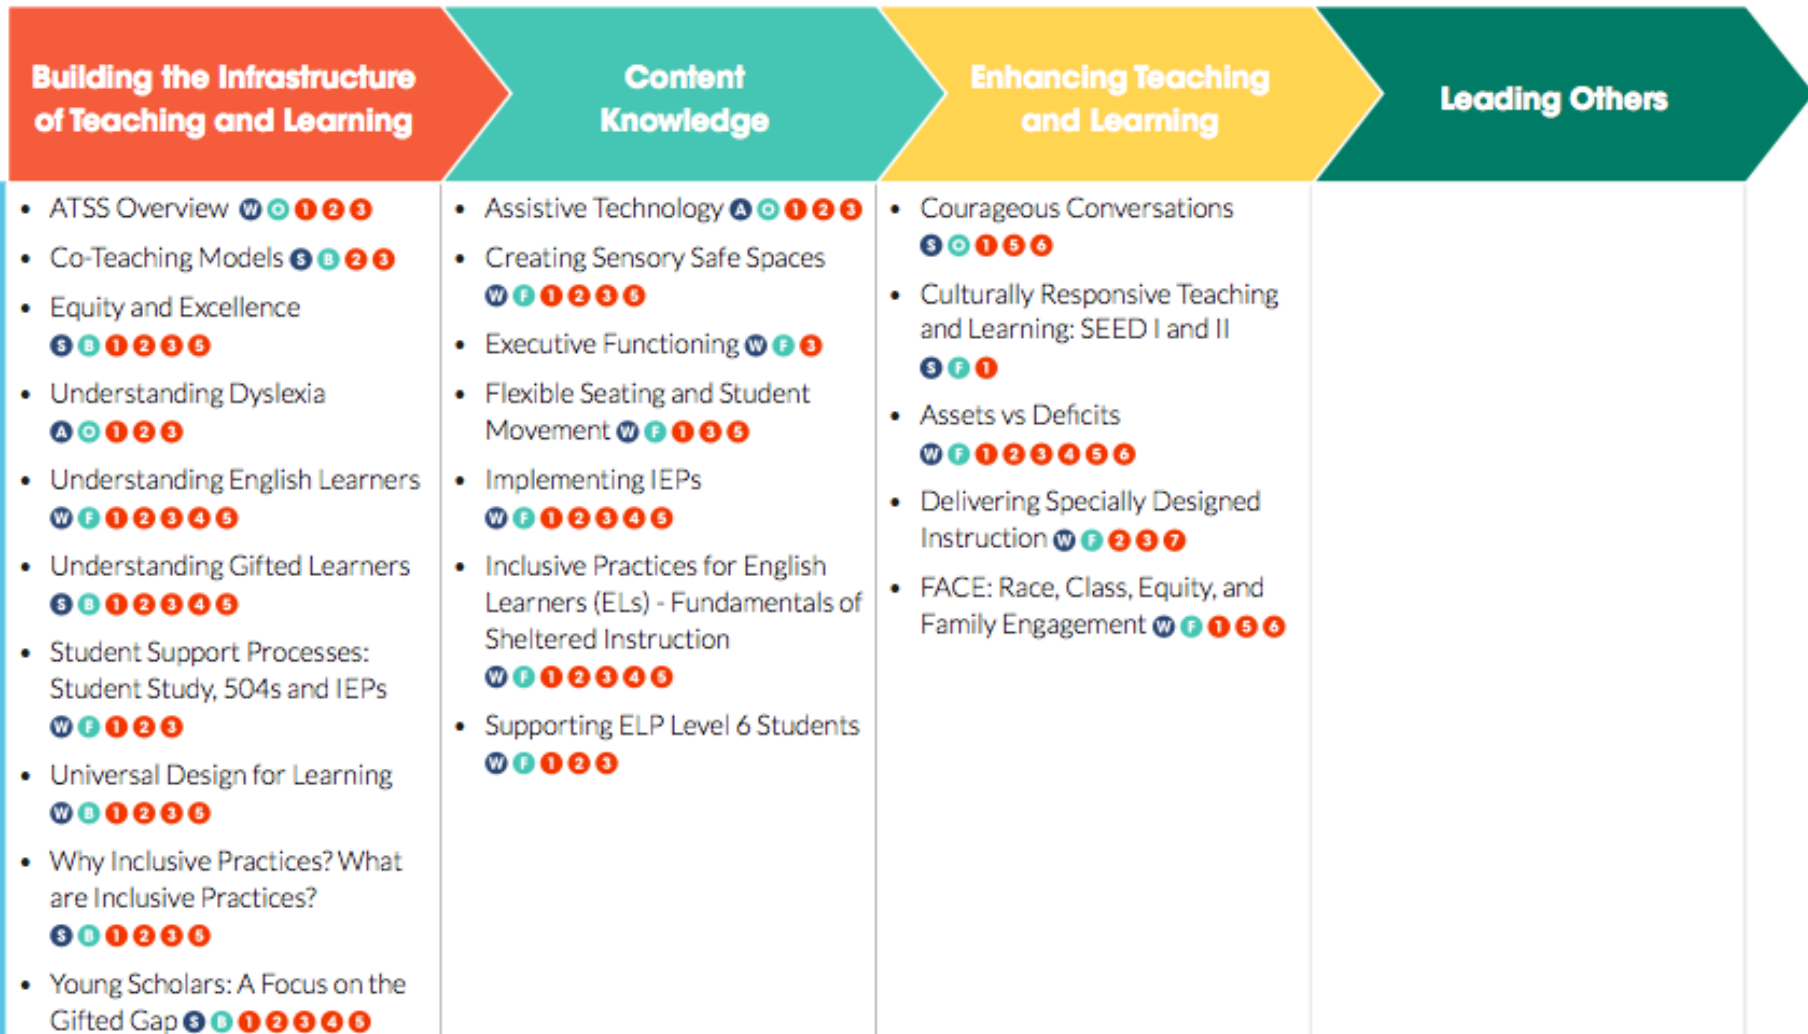 Building the Infrastructure
of Teaching and Learning
Content
Knowledge
Enhancing Teaching
and Learning
Leading Others
• ATSS Overview W O 1 2 3
• Co-Teaching Models S B 2 3
• Equity and Excellence
S B 1 2 3 5
• Understanding Dyslexia
A O 1 2 3
• Understanding English Learners
W F 1 2 3 4 5
• Understanding Gifted Learners
S B 1 2 3 4 5
• Student Support Processes:
Student Study, 504s and IEPs
W F 1 2 3
• Universal Design for Learning
W B 1 2 3 5
• Why Inclusive Practices? What
are Inclusive Practices?
S B 1 2 3 5
• Young Scholars: A Focus on the
Gifted Gap S B 1 2 3 4 5
• Assistive Technology A O 1 2 3
• Creating Sensory Safe Spaces
W F 1 2 3 5
• Executive Functioning W F 3
• Flexible Seating and Student
Movement W F 1 3 5
• Implementing IEPs
W F 1 2 3 4 5
• Inclusive Practices for English
Learners (ELs) - Fundamentals of
Sheltered Instruction
W F 1 2 3 4 5
• Supporting ELP Level 6 Students
W F 1 2 3
• Courageous Conversations
S O 1 5 6
• Culturally Responsive Teaching
and Learning: SEED I and II
S F 1
• Assets vs Deficits
W F 1 2 3 4 5 6
• Delivering Specially Designed
Instruction W F 2 3 7
• FACE: Race, Class, Equity, and
Family Engagement W F 1 5 6